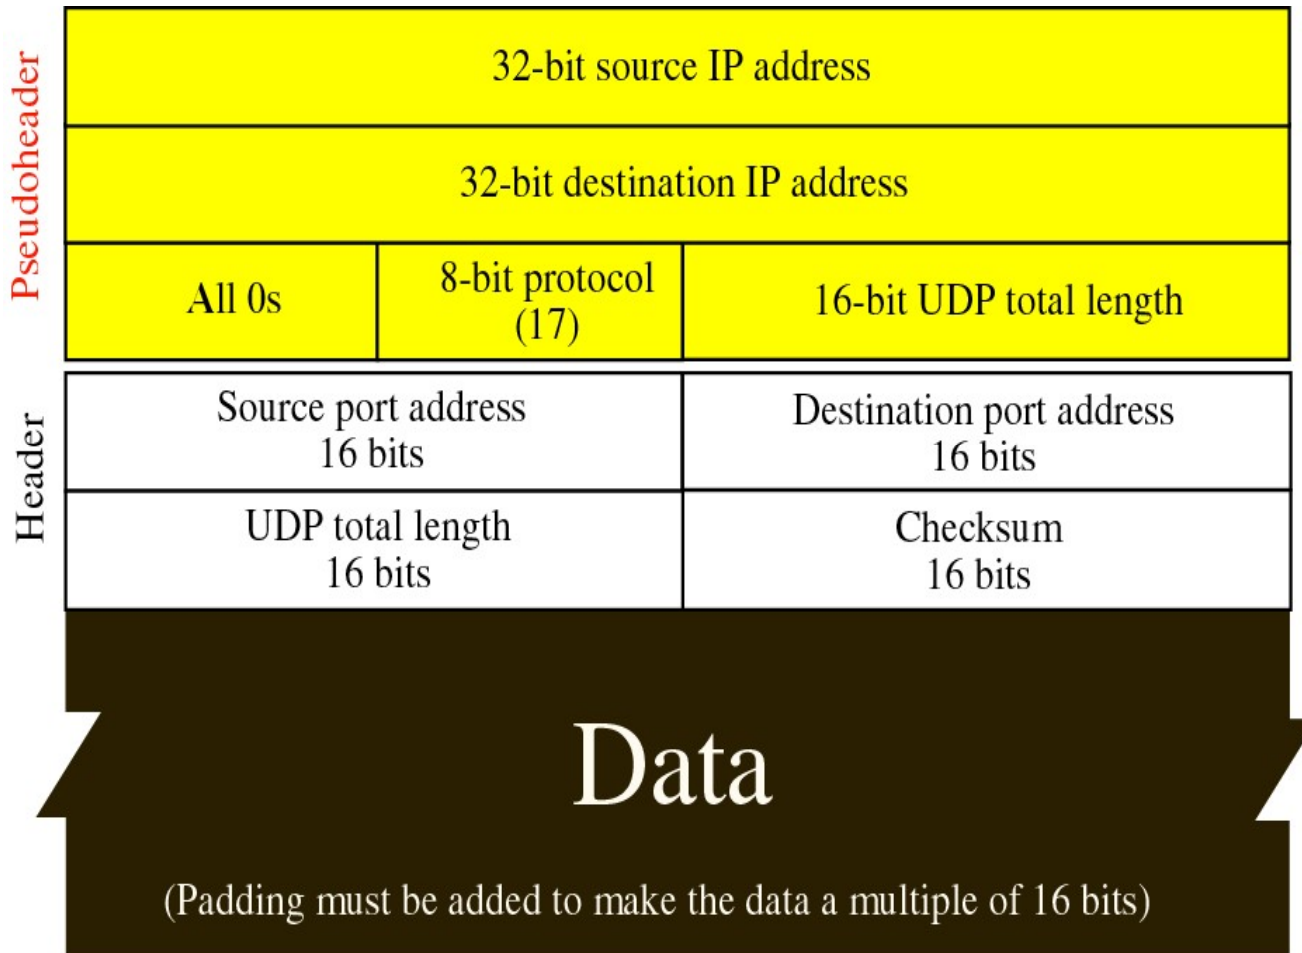 Pseudoheader
32-bit source IP address
32-bit destination IP address
All 0s
8-bit protocol
(17)
16-bit UDP total length
Header
Source port address
16 bits
Destination port address
16 bits
UDP total length
16 bits
Checksum
16 bits
Data
(Padding must be added to make the data a multiple of 16 bits)